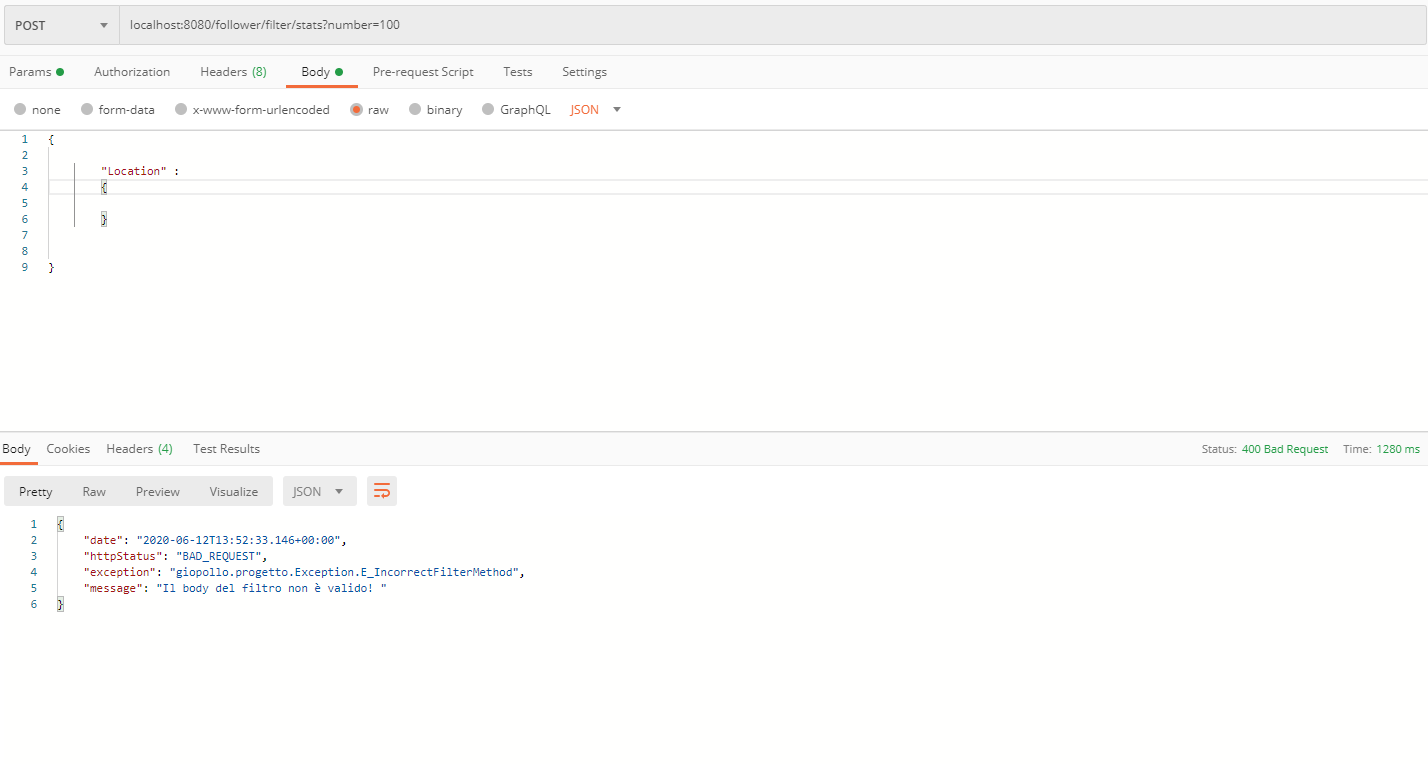 POST localhost:8080/follower/filter/stats?number=100
Params Authorization Headers (8) Body Pre-request Script Tests Settings
none form-data x-www-form-urlencoded raw binary GraphQL JSON
1 {
2
3 "Location" :
4 {
5
6 }
7
8
9 }
Body Cookies Headers (4) Test Results Status: 400 Bad Request Time: 1280 ms
Pretty Raw Preview Visualize JSON
1 {
2 "date": "2020-06-12T13:52:33.146+00:00",
3 "httpStatus": "BAD_REQUEST",
4 "exception": "giopollo.progetto.Exception.E_IncorrectFilterMethod",
5 "message": "Il body del filtro non è valido! "
6 }